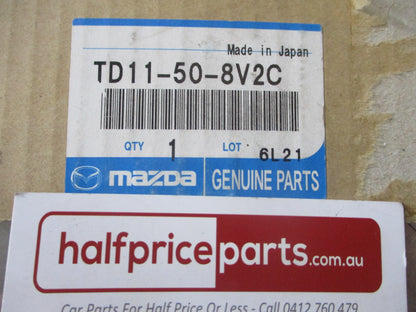 Made in Japan
TD11-50-8V2C
QTY 1 LOT 6L21
mazda GENUINE PARTS
halfpriceparts.com.au
Car Parts For Half Price Or Less - Call 0412 760 479